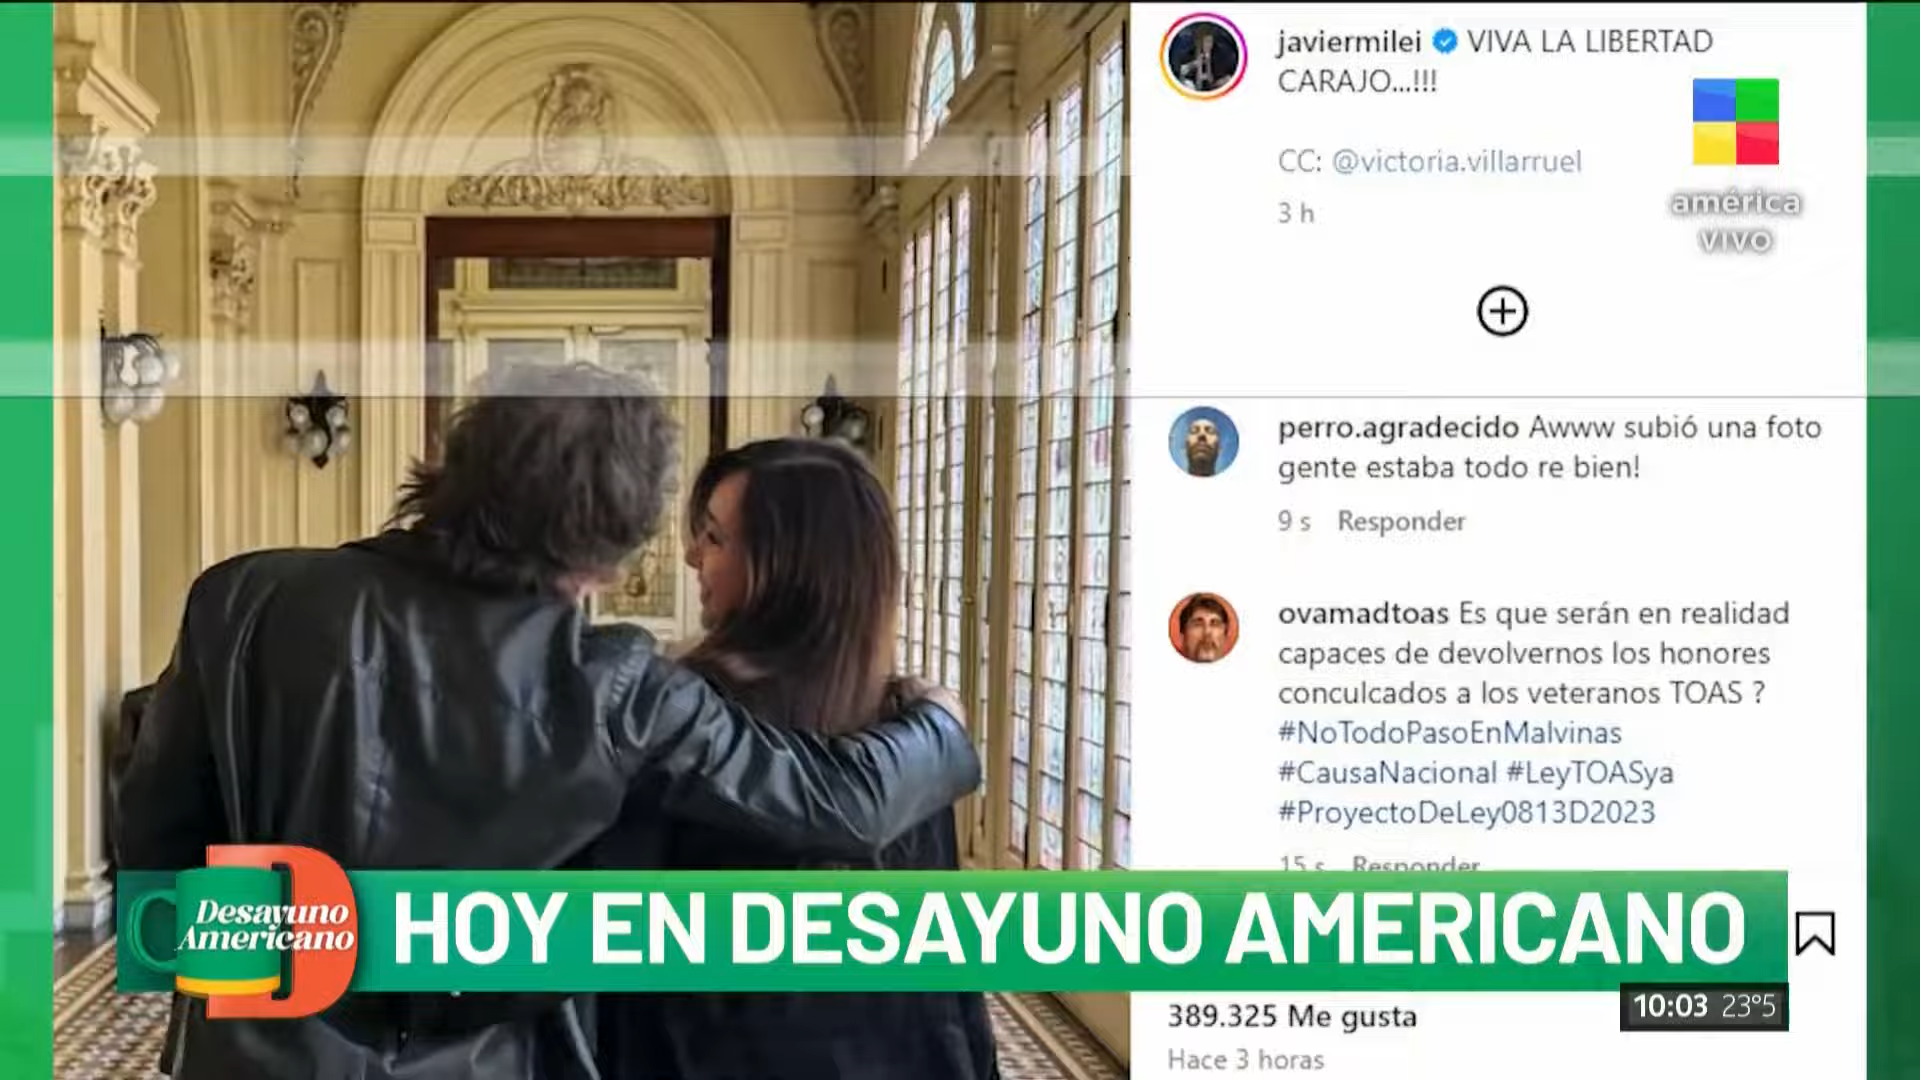 javiermilei VIVA LA LIBERTAD
CARAJO...!!!
CC: @victoria.villarruel
3 h
américa
VIVO
perro.agradecido Awww subió una foto
gente estaba todo re bien!
9 s Responder
ovamadtoas Es que serán en realidad
capaces de devolvernos los honores
conculcados a los veteranos TOAS ?
#NoTodoPasoEnMalvinas
#CausaNacional #LeyTOASya
#ProyectoDeLey0813D2023
15 s Responder
Desayuno
Americano
HOY EN DESAYUNO AMERICANO
389.325 Me gusta
10:03 23°5
Hace 3 horas